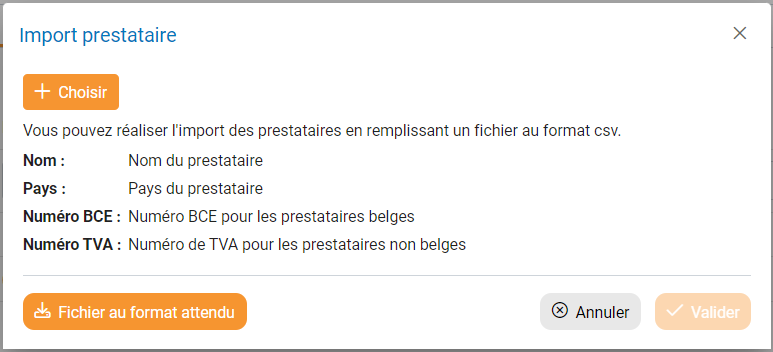 Import prestataire
Choisir
Vous pouvez réaliser l'import des prestataires en remplissant un fichier au format csv.
Nom : Nom du prestataire
Pays : Pays du prestataire
Numéro BCE : Numéro BCE pour les prestataires belges
Numéro TVA : Numéro de TVA pour les prestataires non belges
Fichier au format attendu Annuler Valider